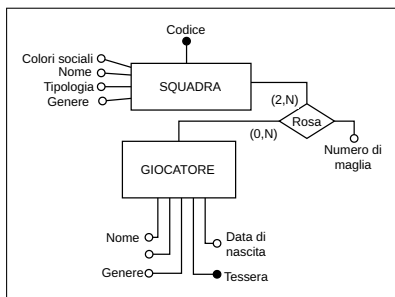 Codice
Colori sociali
Nome
Tipologia
Genere
SQUADRA
(2,N)
Rosa
(0,N)
Numero di
maglia
GIOCATORE
Nome
Data di
nascita
Genere
Tessera